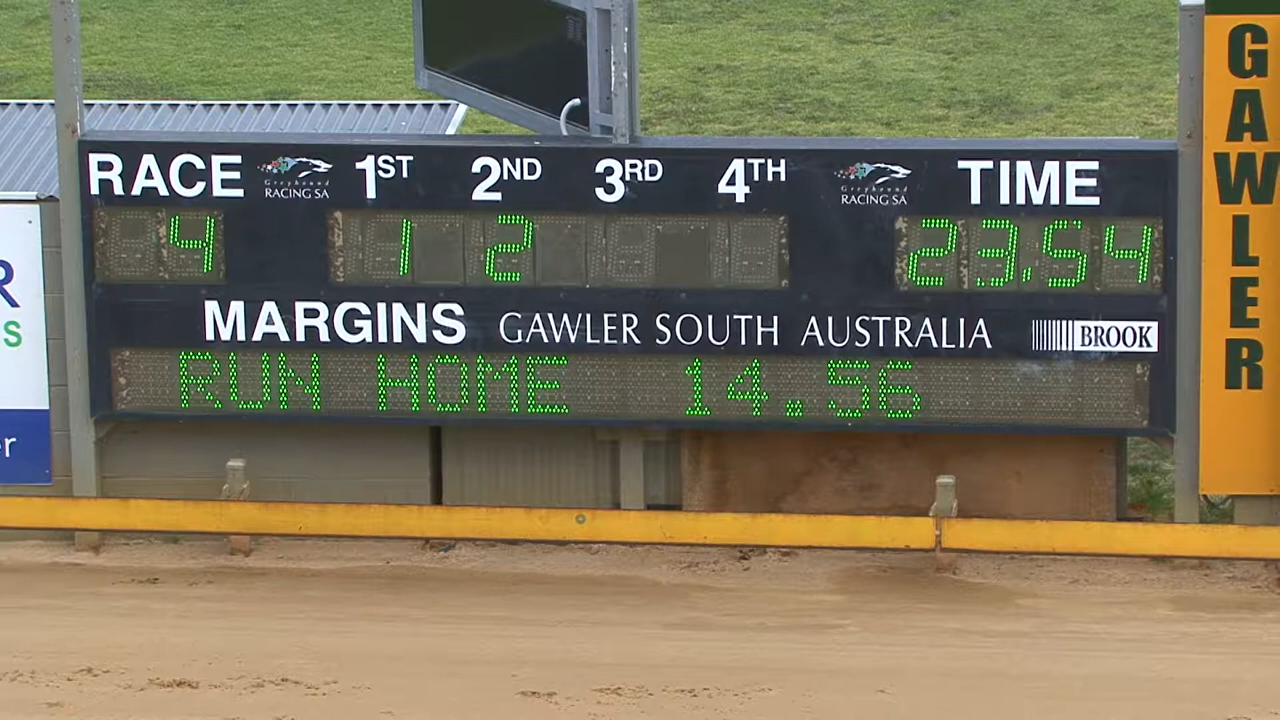 RACE Greyhound RACING SA 1ST 2ND 3RD 4TH Greyhound RACING SA TIME
4 1 2 23.54
MARGINS GAWLER SOUTH AUSTRALIA BROOK
RUN HOME 14.56
GAWLER
R
S
er